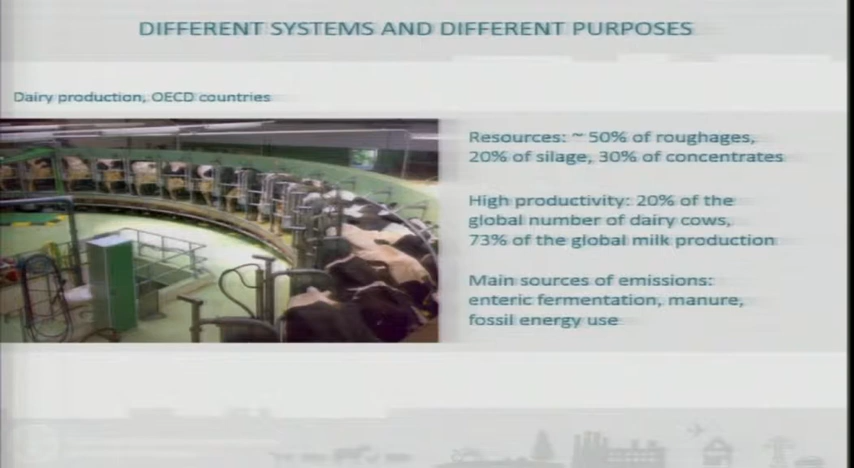 DIFFERENT SYSTEMS AND DIFFERENT PURPOSES
Dairy production, OECD countries
Resources: ~ 50% of roughages,
20% of silage, 30% of concentrates
High productivity: 20% of the
global number of dairy cows,
73% of the global milk production
Main sources of emissions:
enteric fermentation, manure,
fossil energy use